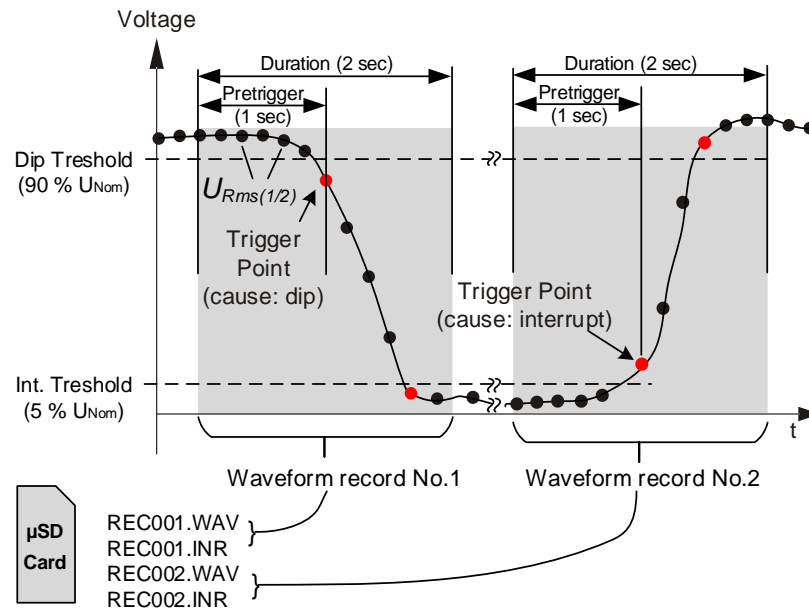 Voltage
Duration (2 sec)
Duration (2 sec)
Pretrigger
(1 sec)
Pretrigger
(1 sec)
Dip Treshold
(90 % UNom)
URms(1/2)
Trigger
Point
(cause: dip)
Trigger Point
(cause: interrupt)
Int. Treshold
(5 % UNom)
t
Waveform record No.1
Waveform record No.2
µSD
Card
REC001.WAV
REC001.INR
REC002.WAV
REC002.INR